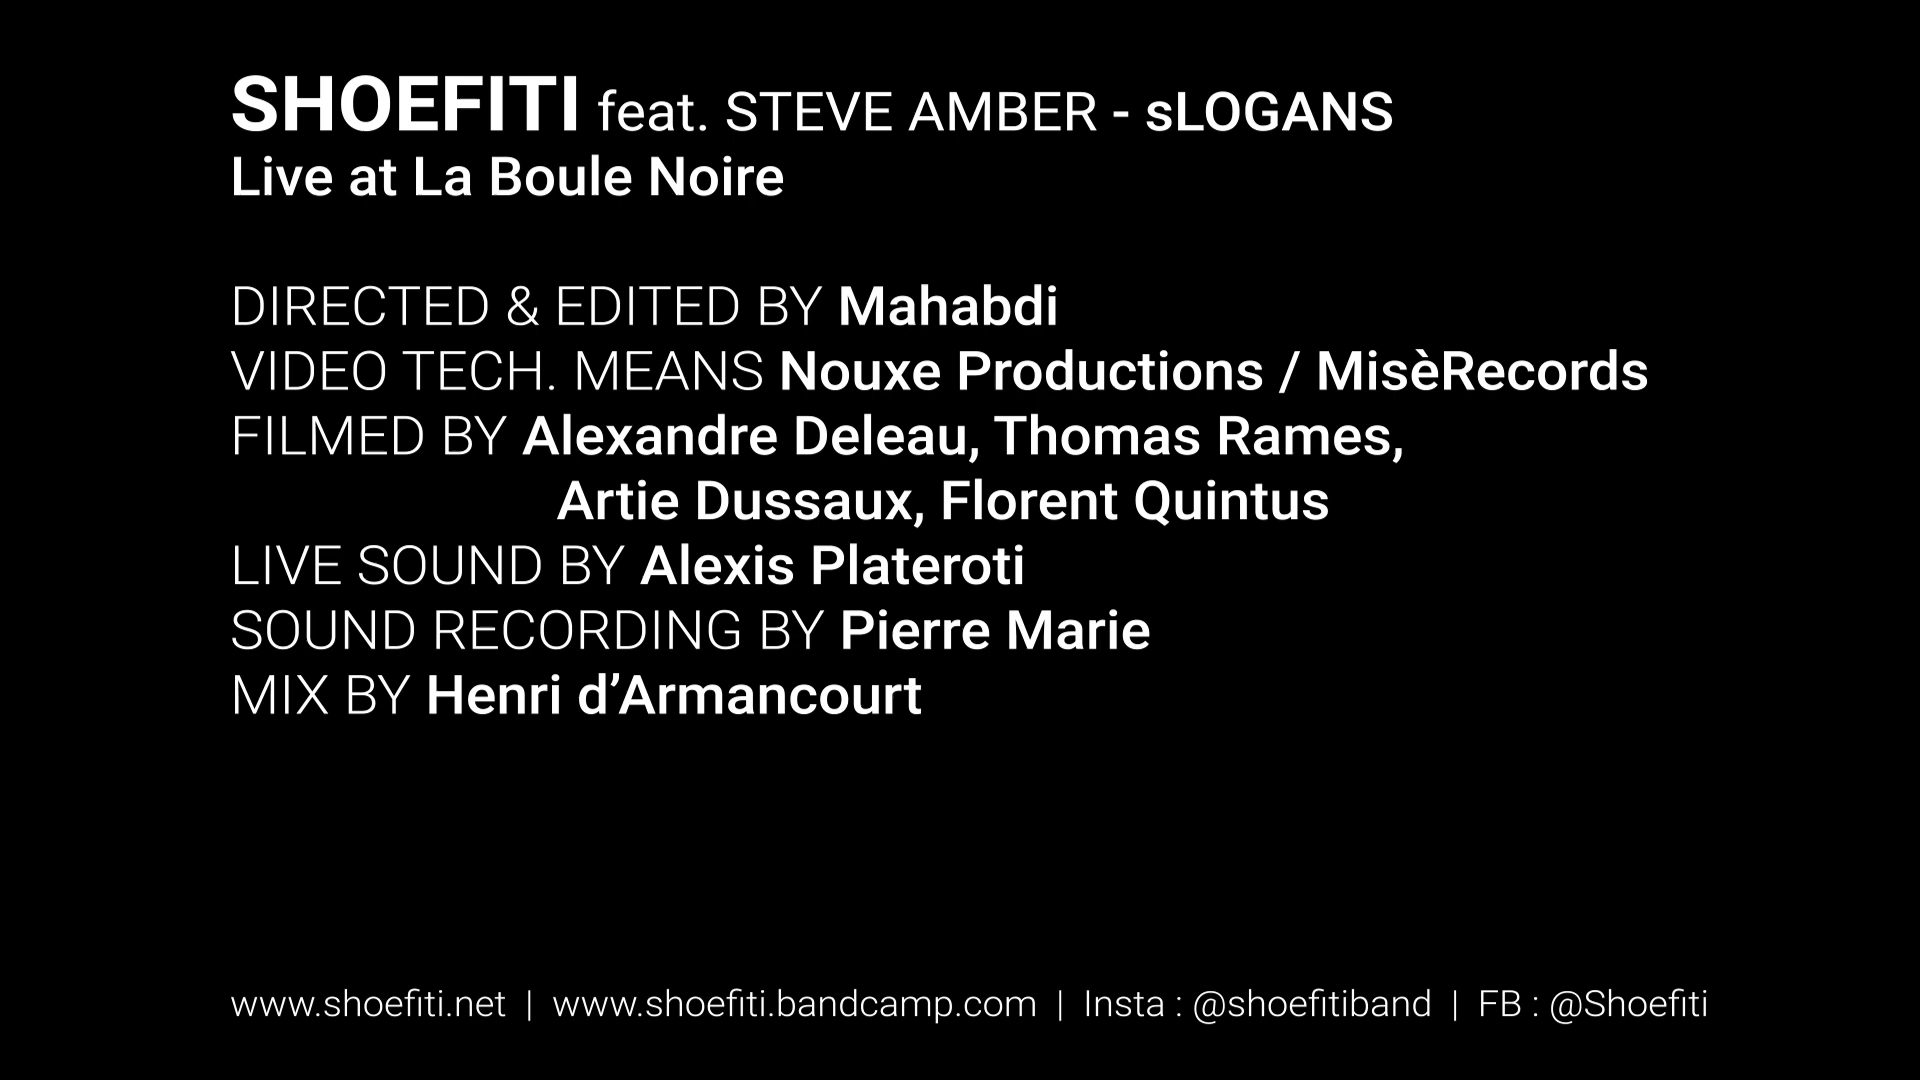 SHOEFITI feat. STEVE AMBER - sLOGANS
Live at La Boule Noire
DIRECTED & EDITED BY Mahabdi
VIDEO TECH. MEANS Nouxe Productions / MisèRecords
FILMED BY Alexandre Deleau, Thomas Rames,
Artie Dussaux, Florent Quintus
LIVE SOUND BY Alexis Plateroti
SOUND RECORDING BY Pierre Marie
MIX BY Henri d’Armancourt
www.shoefiti.net | www.shoefiti.bandcamp.com | Insta : @shoefitiband | FB : @Shoefiti